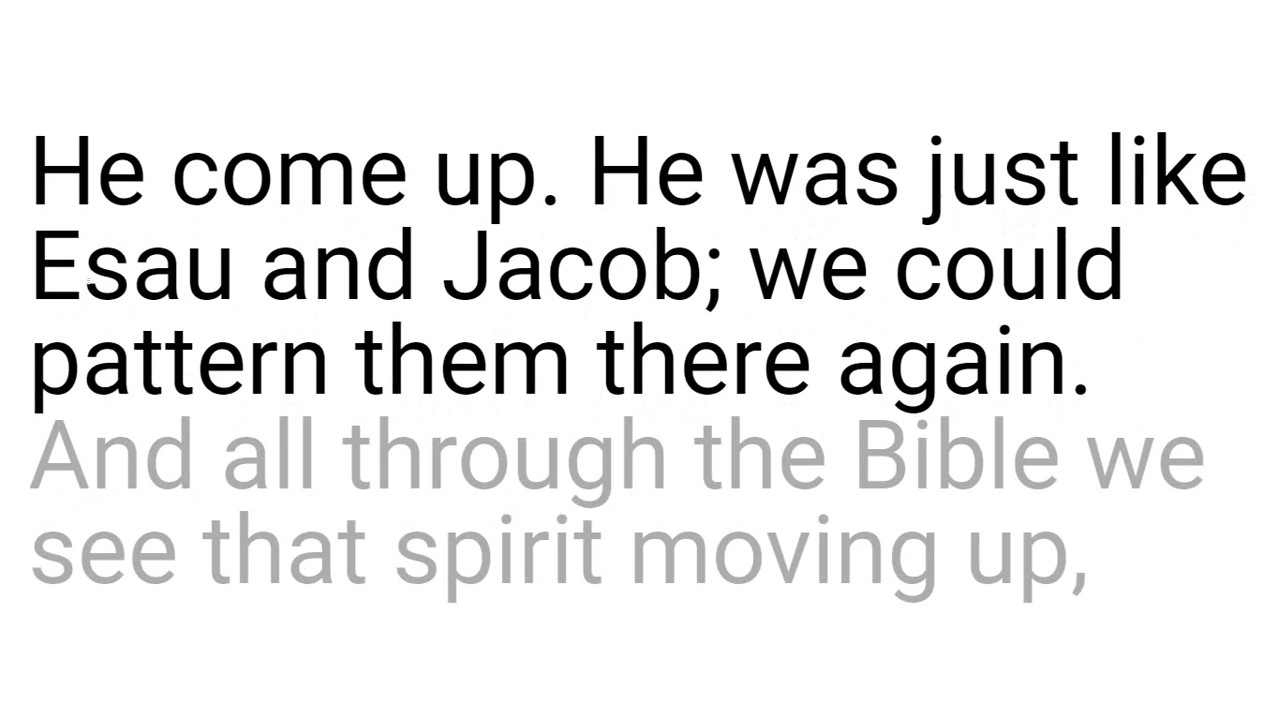 He come up. He was just like
Esau and Jacob; we could
pattern them there again.
And all through the Bible we
see that spirit moving up,